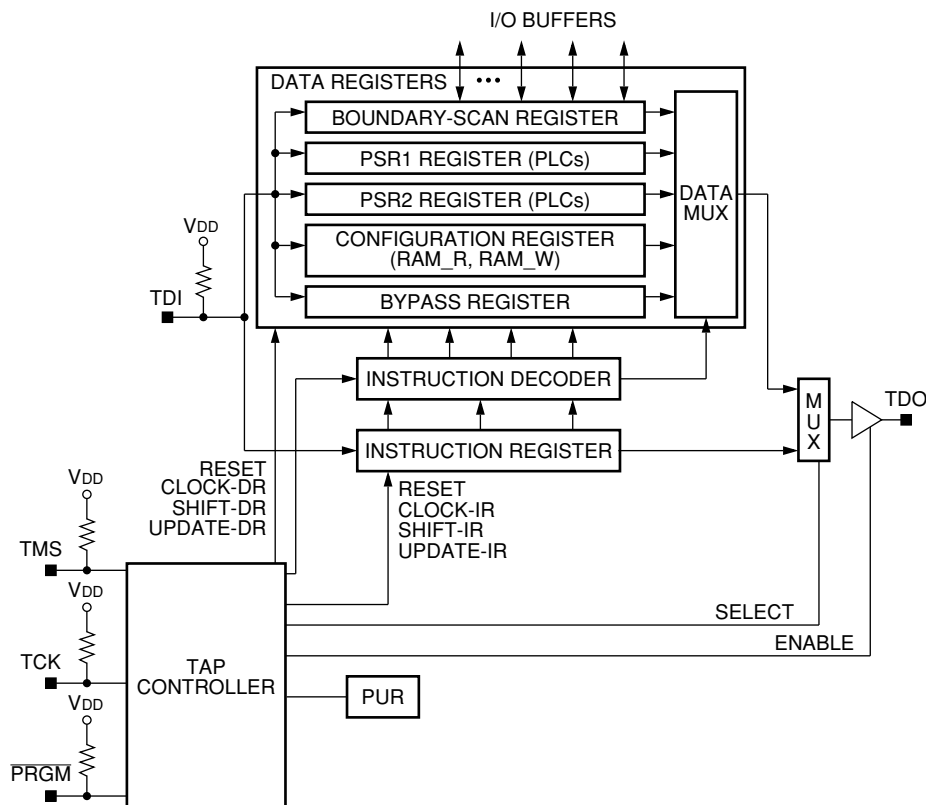 I/O BUFFERS
DATA REGISTERS
BOUNDARY-SCAN REGISTER
PSR1 REGISTER (PLCs)
PSR2 REGISTER (PLCs)
CONFIGURATION REGISTER
(RAM_R, RAM_W)
BYPASS REGISTER
DATA
MUX
VDD
TDI
INSTRUCTION DECODER
INSTRUCTION REGISTER
M
U
X
TDO
RESET
CLOCK-DR
SHIFT-DR
UPDATE-DR
RESET
CLOCK-IR
SHIFT-IR
UPDATE-IR
VDD
TMS
VDD
TCK
VDD
PRGM
TAP
CONTROLLER
SELECT
ENABLE
PUR